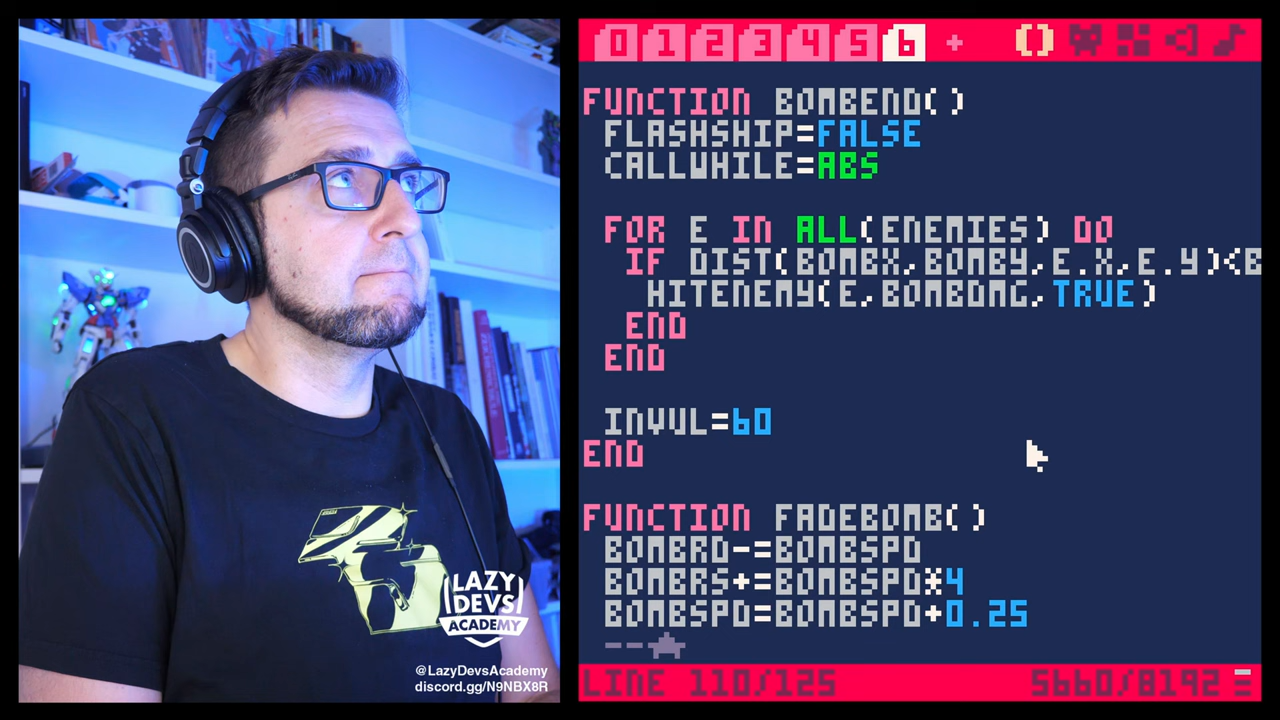 LAZY
DEVS
ACADEMY
@LazyDevsAcademy
discord.gg/N9NBX8R
0 1 2 3 4 5 6 +
FUNCTION BOMBEND()
FLASHSHIP=FALSE
CALLWHILE=ABS
FOR E IN ALL(ENEMIES) DO
IF DIST(BOMBX,BOMBY,E.X,E.Y)<B
HITENEMY(E,BOMBDMG,TRUE)
END
END
INVUL=60
END
FUNCTION FADEBOMB()
BOMBRD-=BOMBSPD
BOMBRS+=BOMBSPD*4
BOMBSPD=BOMBSPD+0.25
--
LINE 110/125 5660/8192